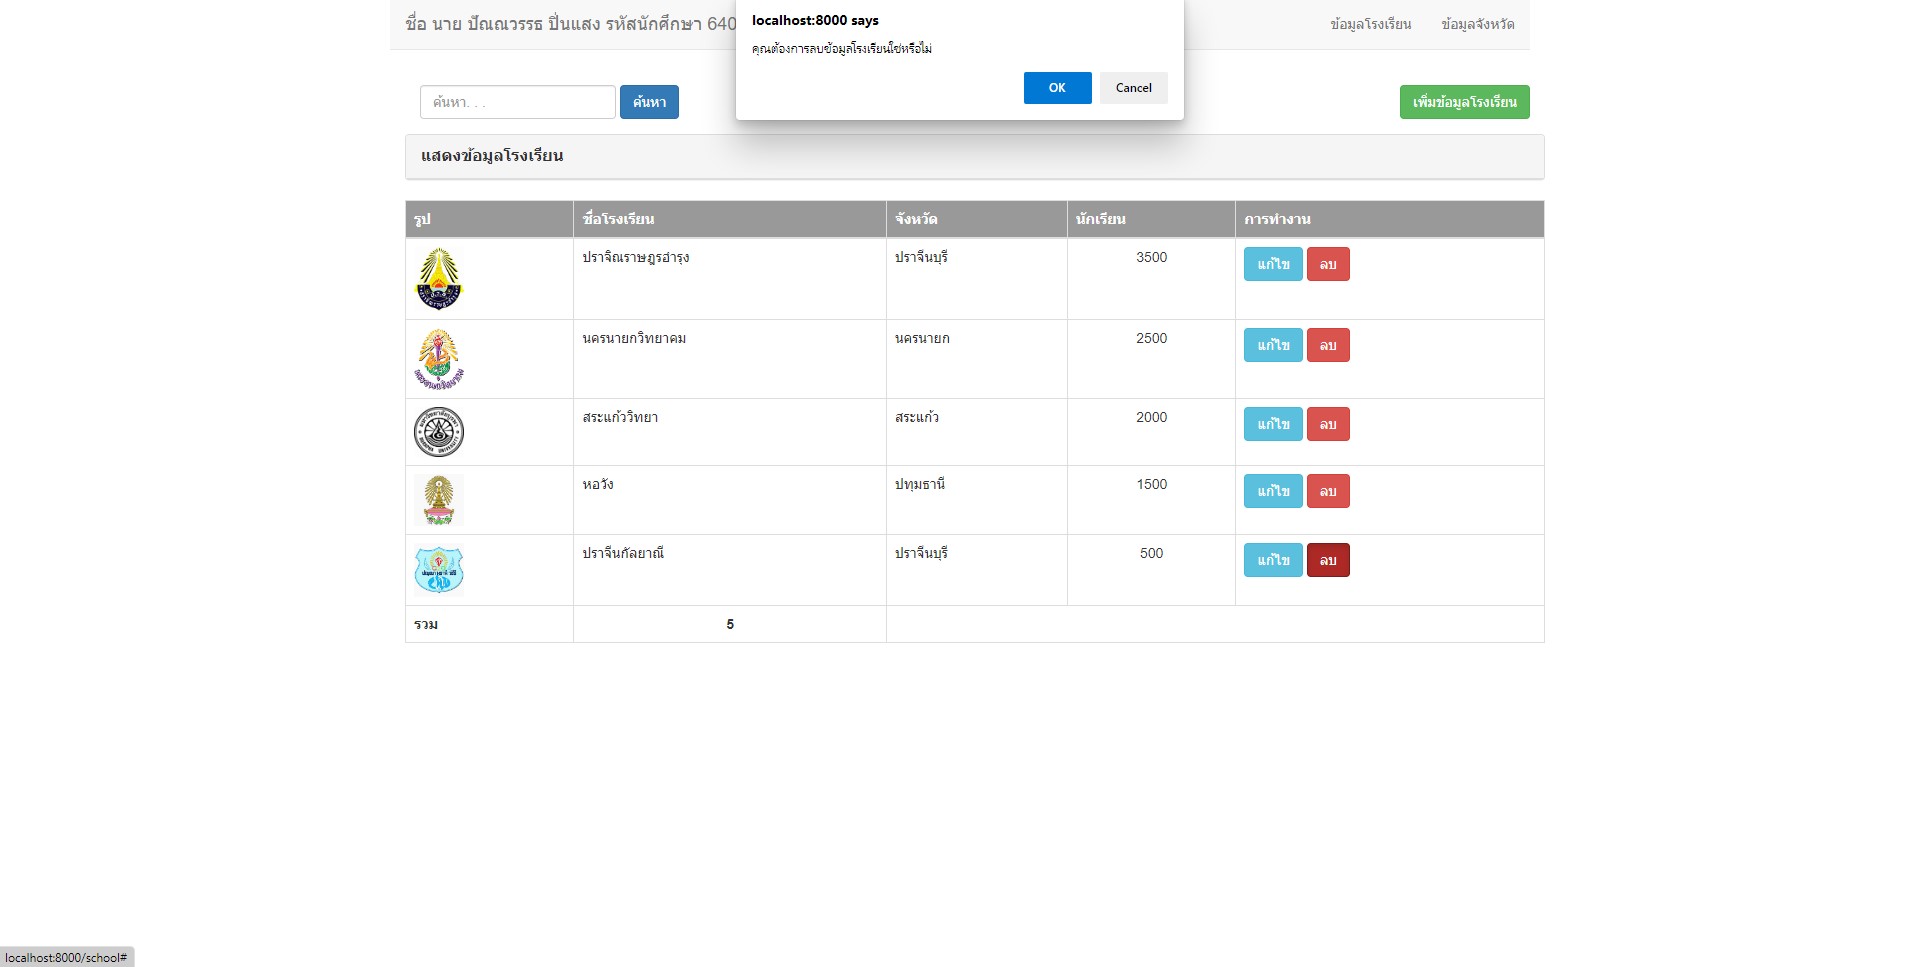 ชื่อ นาย ปัณณวรรธ ปิ่นแสง รหัสนักศึกษา 640
localhost:8000 says
คุณต้องการลบข้อมูลโรงเรียนใช่หรือไม่
OK Cancel
ข้อมูลโรงเรียน ข้อมูลจังหวัด
ค้นหา. . . ค้นหา เพิ่มข้อมูลโรงเรียน
แสดงข้อมูลโรงเรียน
รูป ชื่อโรงเรียน จังหวัด นักเรียน การทำงาน
ปราจิณราษฎรอำรุง ปราจีนบุรี 3500 แก้ไข ลบ
นครนายกวิทยาคม นครนายก 2500 แก้ไข ลบ
สระแก้ววิทยา สระแก้ว 2000 แก้ไข ลบ
หอวัง ปทุมธานี 1500 แก้ไข ลบ
ปราจีนกัลยาณี ปราจีนบุรี 500 แก้ไข ลบ
รวม 5
localhost:8000/school#